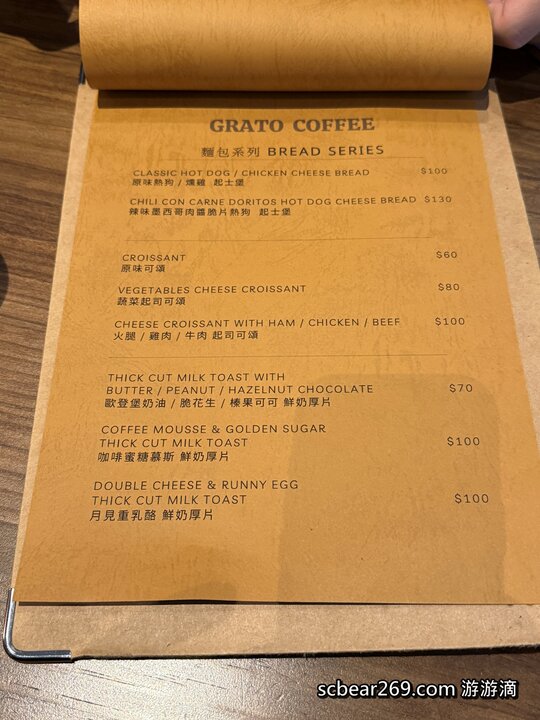 GRATO COFFEE
麵包系列 BREAD SERIES
CLASSIC HOT DOG / CHICKEN CHEESE BREAD $100
原味熱狗 / 燻雞 起士堡
CHILI CON CARNE DORITOS HOT DOG CHEESE BREAD $130
辣味墨西哥肉醬脆片熱狗 起士堡
CROISSANT $60
原味可頌
VEGETABLES CHEESE CROISSANT $80
蔬菜起司可頌
CHEESE CROISSANT WITH HAM / CHICKEN / BEEF $100
火腿 / 雞肉 / 牛肉 起司可頌
THICK CUT MILK TOAST WITH
BUTTER / PEANUT / HAZELNUT CHOCOLATE $70
歐登堡奶油 / 脆花生 / 榛果可可 鮮奶厚片
COFFEE MOUSSE & GOLDEN SUGAR
THICK CUT MILK TOAST $100
咖啡蜜糖慕斯 鮮奶厚片
DOUBLE CHEESE & RUNNY EGG
THICK CUT MILK TOAST $100
月見重乳酪 鮮奶厚片
scbear269.com 游游滴